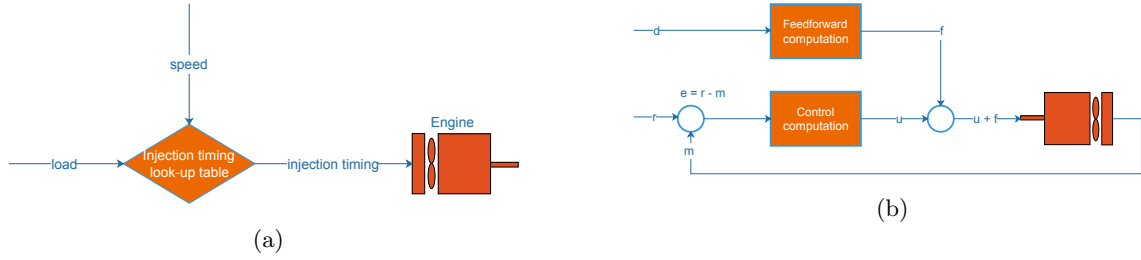 speed
load
Injection timing
look-up table
injection timing
Engine
(a)
d
Feedforward
computation
f
e = r - m
r
Control
computation
u
u + f
m
(b)